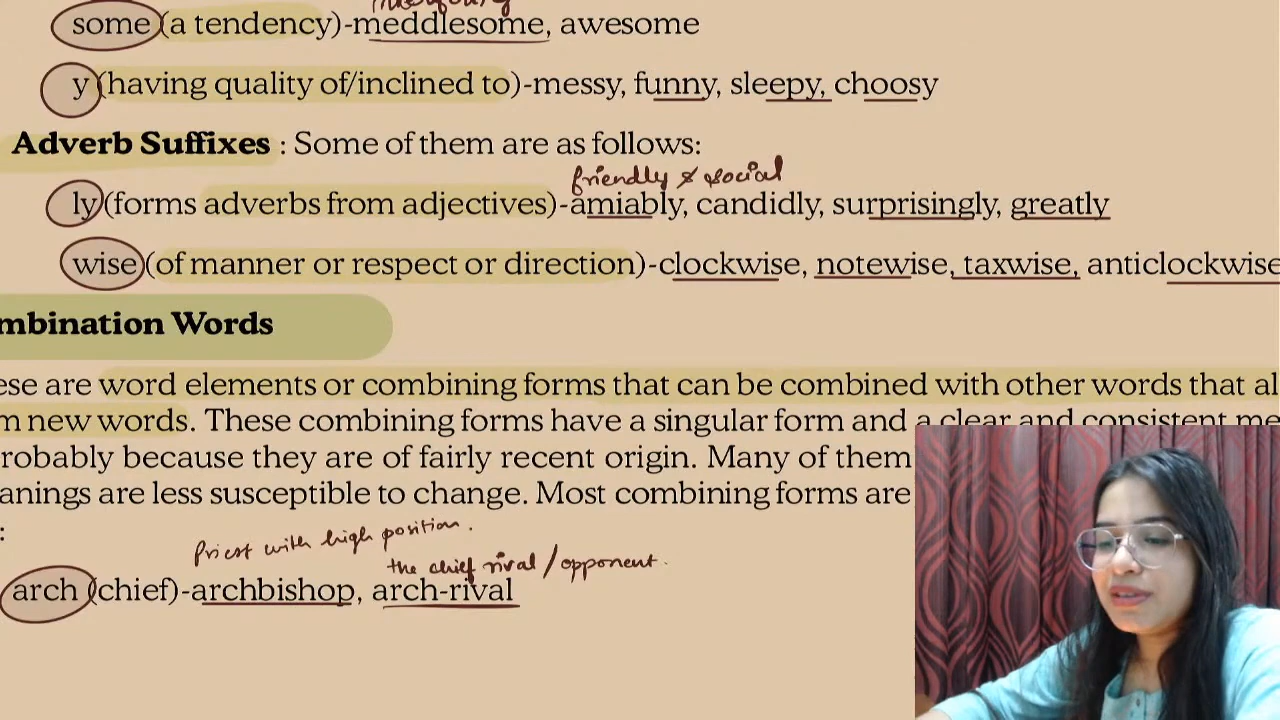 some (a tendency)-meddlesome, awesome
y (having quality of/inclined to)-messy, funny, sleepy, choosy
Adverb Suffixes : Some of them are as follows:
friendly & social
ly (forms adverbs from adjectives)-amiably, candidly, surprisingly, greatly
wise (of manner or respect or direction)-clockwise, notewise, taxwise, anticlockwise
mbination Words
ese are word elements or combining forms that can be combined with other words that al
m new words. These combining forms have a singular form and a clear and consistent me
robably because they are of fairly recent origin. Many of them
anings are less susceptible to change. Most combining forms are
:
Priest with high position.
the chief rival/opponent.
arch (chief)-archbishop, arch-rival